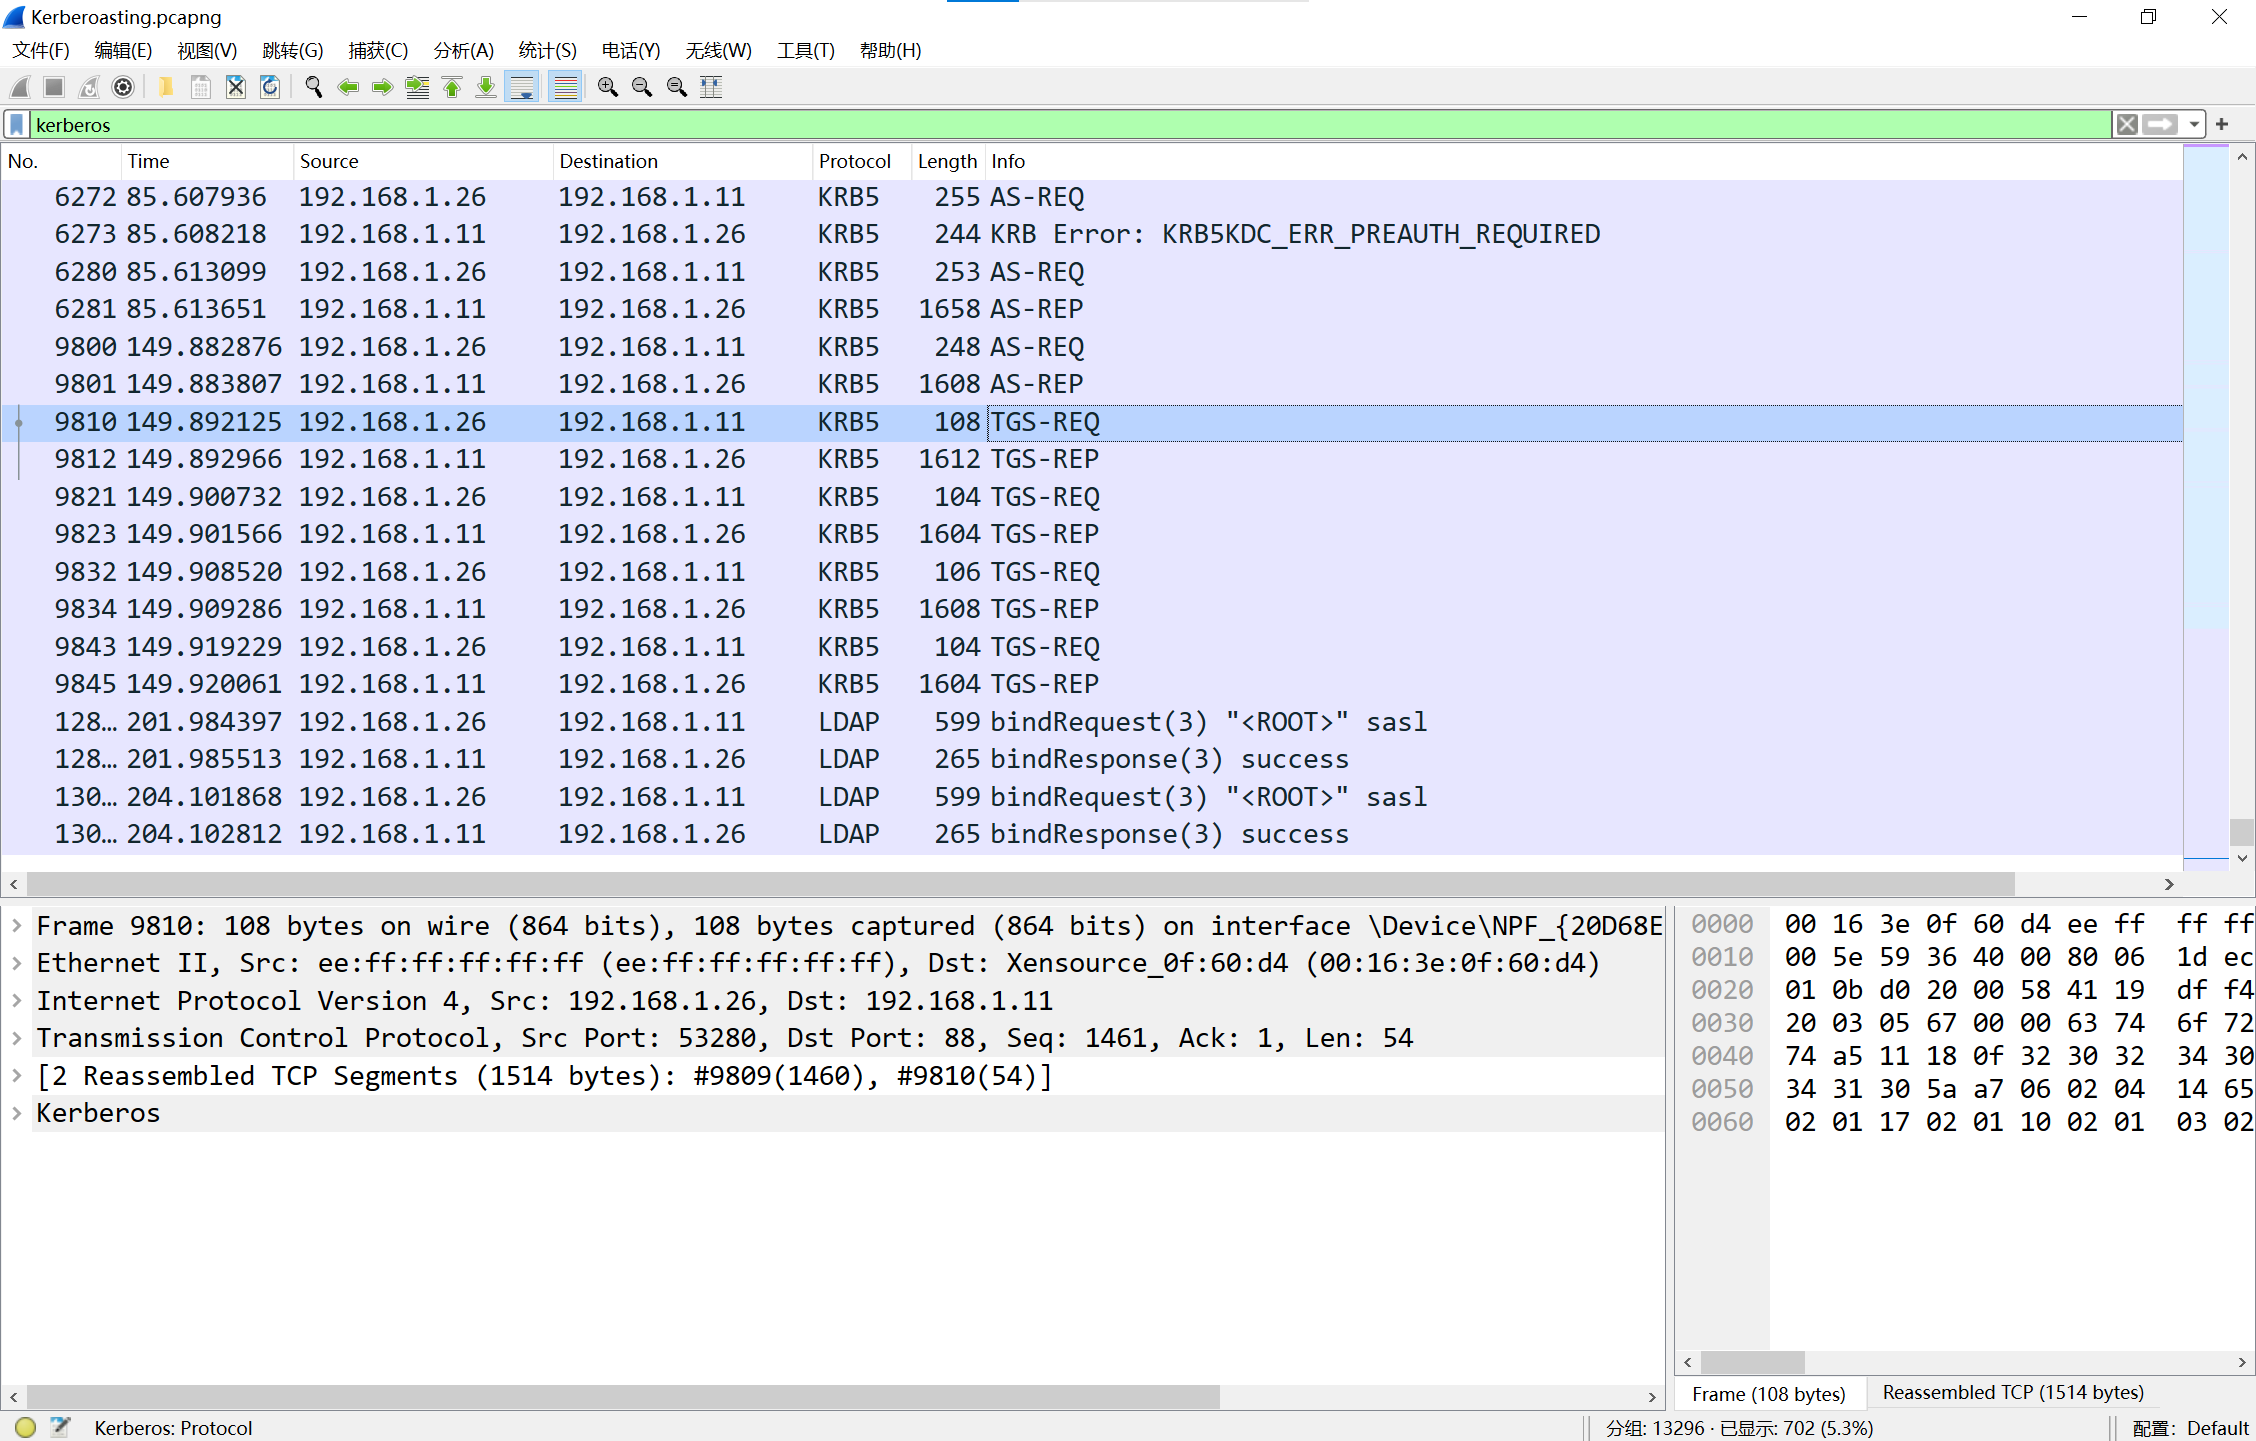 Kerberoasting.pcapng
文件(F) 编辑(E) 视图(V) 跳转(G) 捕获(C) 分析(A) 统计(S) 电话(Y) 无线(W) 工具(T) 帮助(H)
kerberos
No. Time Source Destination Protocol Length Info
6272 85.607936 192.168.1.26 192.168.1.11 KRB5 255 AS-REQ
6273 85.608218 192.168.1.11 192.168.1.26 KRB5 244 KRB Error: KRB5KDC_ERR_PREAUTH_REQUIRED
6280 85.613099 192.168.1.26 192.168.1.11 KRB5 253 AS-REQ
6281 85.613651 192.168.1.11 192.168.1.26 KRB5 1658 AS-REP
9800 149.882876 192.168.1.26 192.168.1.11 KRB5 248 AS-REQ
9801 149.883807 192.168.1.11 192.168.1.26 KRB5 1608 AS-REP
9810 149.892125 192.168.1.26 192.168.1.11 KRB5 108 TGS-REQ
9812 149.892966 192.168.1.11 192.168.1.26 KRB5 1612 TGS-REP
9821 149.900732 192.168.1.26 192.168.1.11 KRB5 104 TGS-REQ
9823 149.901566 192.168.1.11 192.168.1.26 KRB5 1604 TGS-REP
9832 149.908520 192.168.1.26 192.168.1.11 KRB5 106 TGS-REQ
9834 149.909286 192.168.1.11 192.168.1.26 KRB5 1608 TGS-REP
9843 149.919229 192.168.1.26 192.168.1.11 KRB5 104 TGS-REQ
9845 149.920061 192.168.1.11 192.168.1.26 KRB5 1604 TGS-REP
128… 201.984397 192.168.1.26 192.168.1.11 LDAP 599 bindRequest(3) "<ROOT>" sasl
128… 201.985513 192.168.1.11 192.168.1.26 LDAP 265 bindResponse(3) success
130… 204.101868 192.168.1.26 192.168.1.11 LDAP 599 bindRequest(3) "<ROOT>" sasl
130… 204.102812 192.168.1.11 192.168.1.26 LDAP 265 bindResponse(3) success
Frame 9810: 108 bytes on wire (864 bits), 108 bytes captured (864 bits) on interface \Device\NPF_{20D68E
Ethernet II, Src: ee:ff:ff:ff:ff:ff (ee:ff:ff:ff:ff:ff), Dst: Xensource_0f:60:d4 (00:16:3e:0f:60:d4)
Internet Protocol Version 4, Src: 192.168.1.26, Dst: 192.168.1.11
Transmission Control Protocol, Src Port: 53280, Dst Port: 88, Seq: 1461, Ack: 1, Len: 54
[2 Reassembled TCP Segments (1514 bytes): #9809(1460), #9810(54)]
Kerberos
0000 00 16 3e 0f 60 d4 ee ff ff ff
0010 00 5e 59 36 40 00 80 06 1d ec
0020 01 0b d0 20 00 58 41 19 df f4
0030 20 03 05 67 00 00 63 74 6f 72
0040 74 a5 11 18 0f 32 30 32 34 30
0050 34 31 30 5a a7 06 02 04 14 65
0060 02 01 17 02 01 10 02 01 03 02
Frame (108 bytes) Reassembled TCP (1514 bytes)
Kerberos: Protocol 分组: 13296 · 已显示: 702 (5.3%) 配置: Default